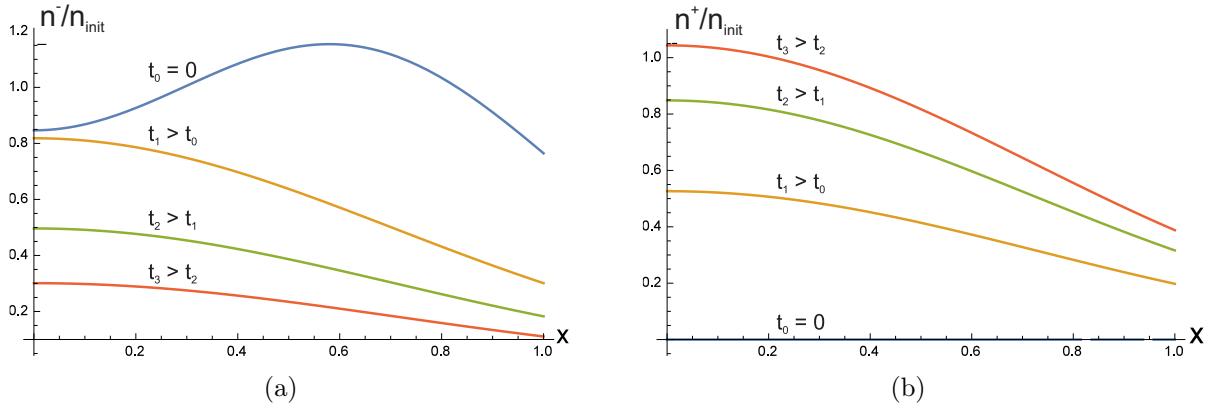 n⁻/n_init
1.2
1.0
0.8
0.6
0.4
0.2
t₀ = 0
t₁ > t₀
t₂ > t₁
t₃ > t₂
0.2 0.4 0.6 0.8 1.0 x
(a)
n⁺/n_init
1.0
0.8
0.6
0.4
0.2
t₃ > t₂
t₂ > t₁
t₁ > t₀
t₀ = 0
0.2 0.4 0.6 0.8 1.0 x
(b)